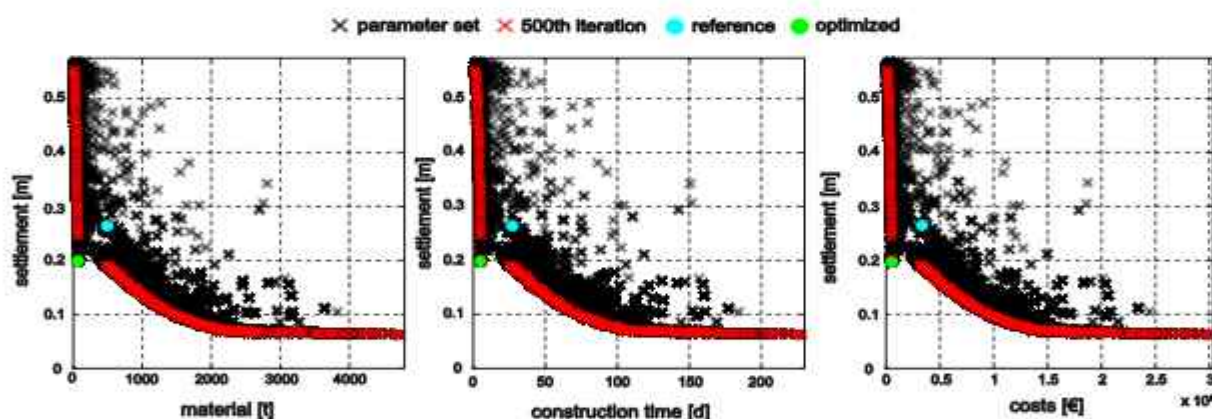 parameter set 500th iteration reference optimized
0.5 0.5 0.5
0.4 0.4 0.4
0.3 0.3 0.3
0.2 0.2 0.2
0.1 0.1 0.1
0 0 0
settlement [m] settlement [m] settlement [m]
0 1000 2000 3000 4000 0 50 100 150 200 0 0.5 1 1.5 2 2.5
material [t] construction time [d] costs [€]